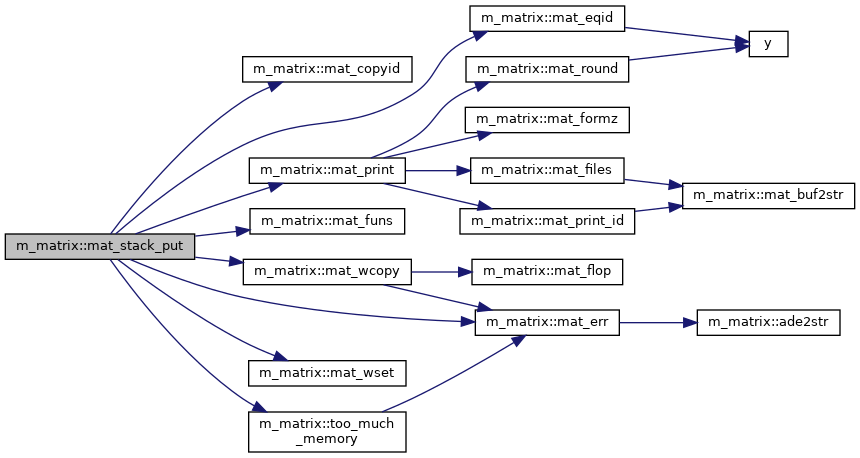 m_matrix::mat_stack_put
m_matrix::mat_copyid
m_matrix::mat_eqid
y
m_matrix::mat_print
m_matrix::mat_round
m_matrix::mat_formz
m_matrix::mat_files
m_matrix::mat_buf2str
m_matrix::mat_print_id
m_matrix::mat_funs
m_matrix::mat_wcopy
m_matrix::mat_flop
m_matrix::mat_err
m_matrix::ade2str
m_matrix::mat_wset
m_matrix::too_much
_memory